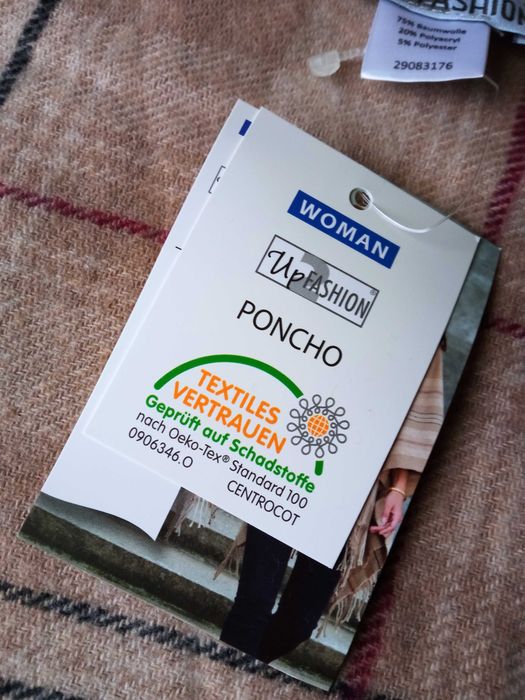 FASHION
75% Baumwolle
20% Polyacryl
5% Polyester
29083176
WOMAN
Up2FASHION®
PONCHO
TEXTILES
VERTRAUEN
Geprüft auf Schadstoffe
nach Oeko-Tex® Standard 100
0906346.O
CENTROCOT